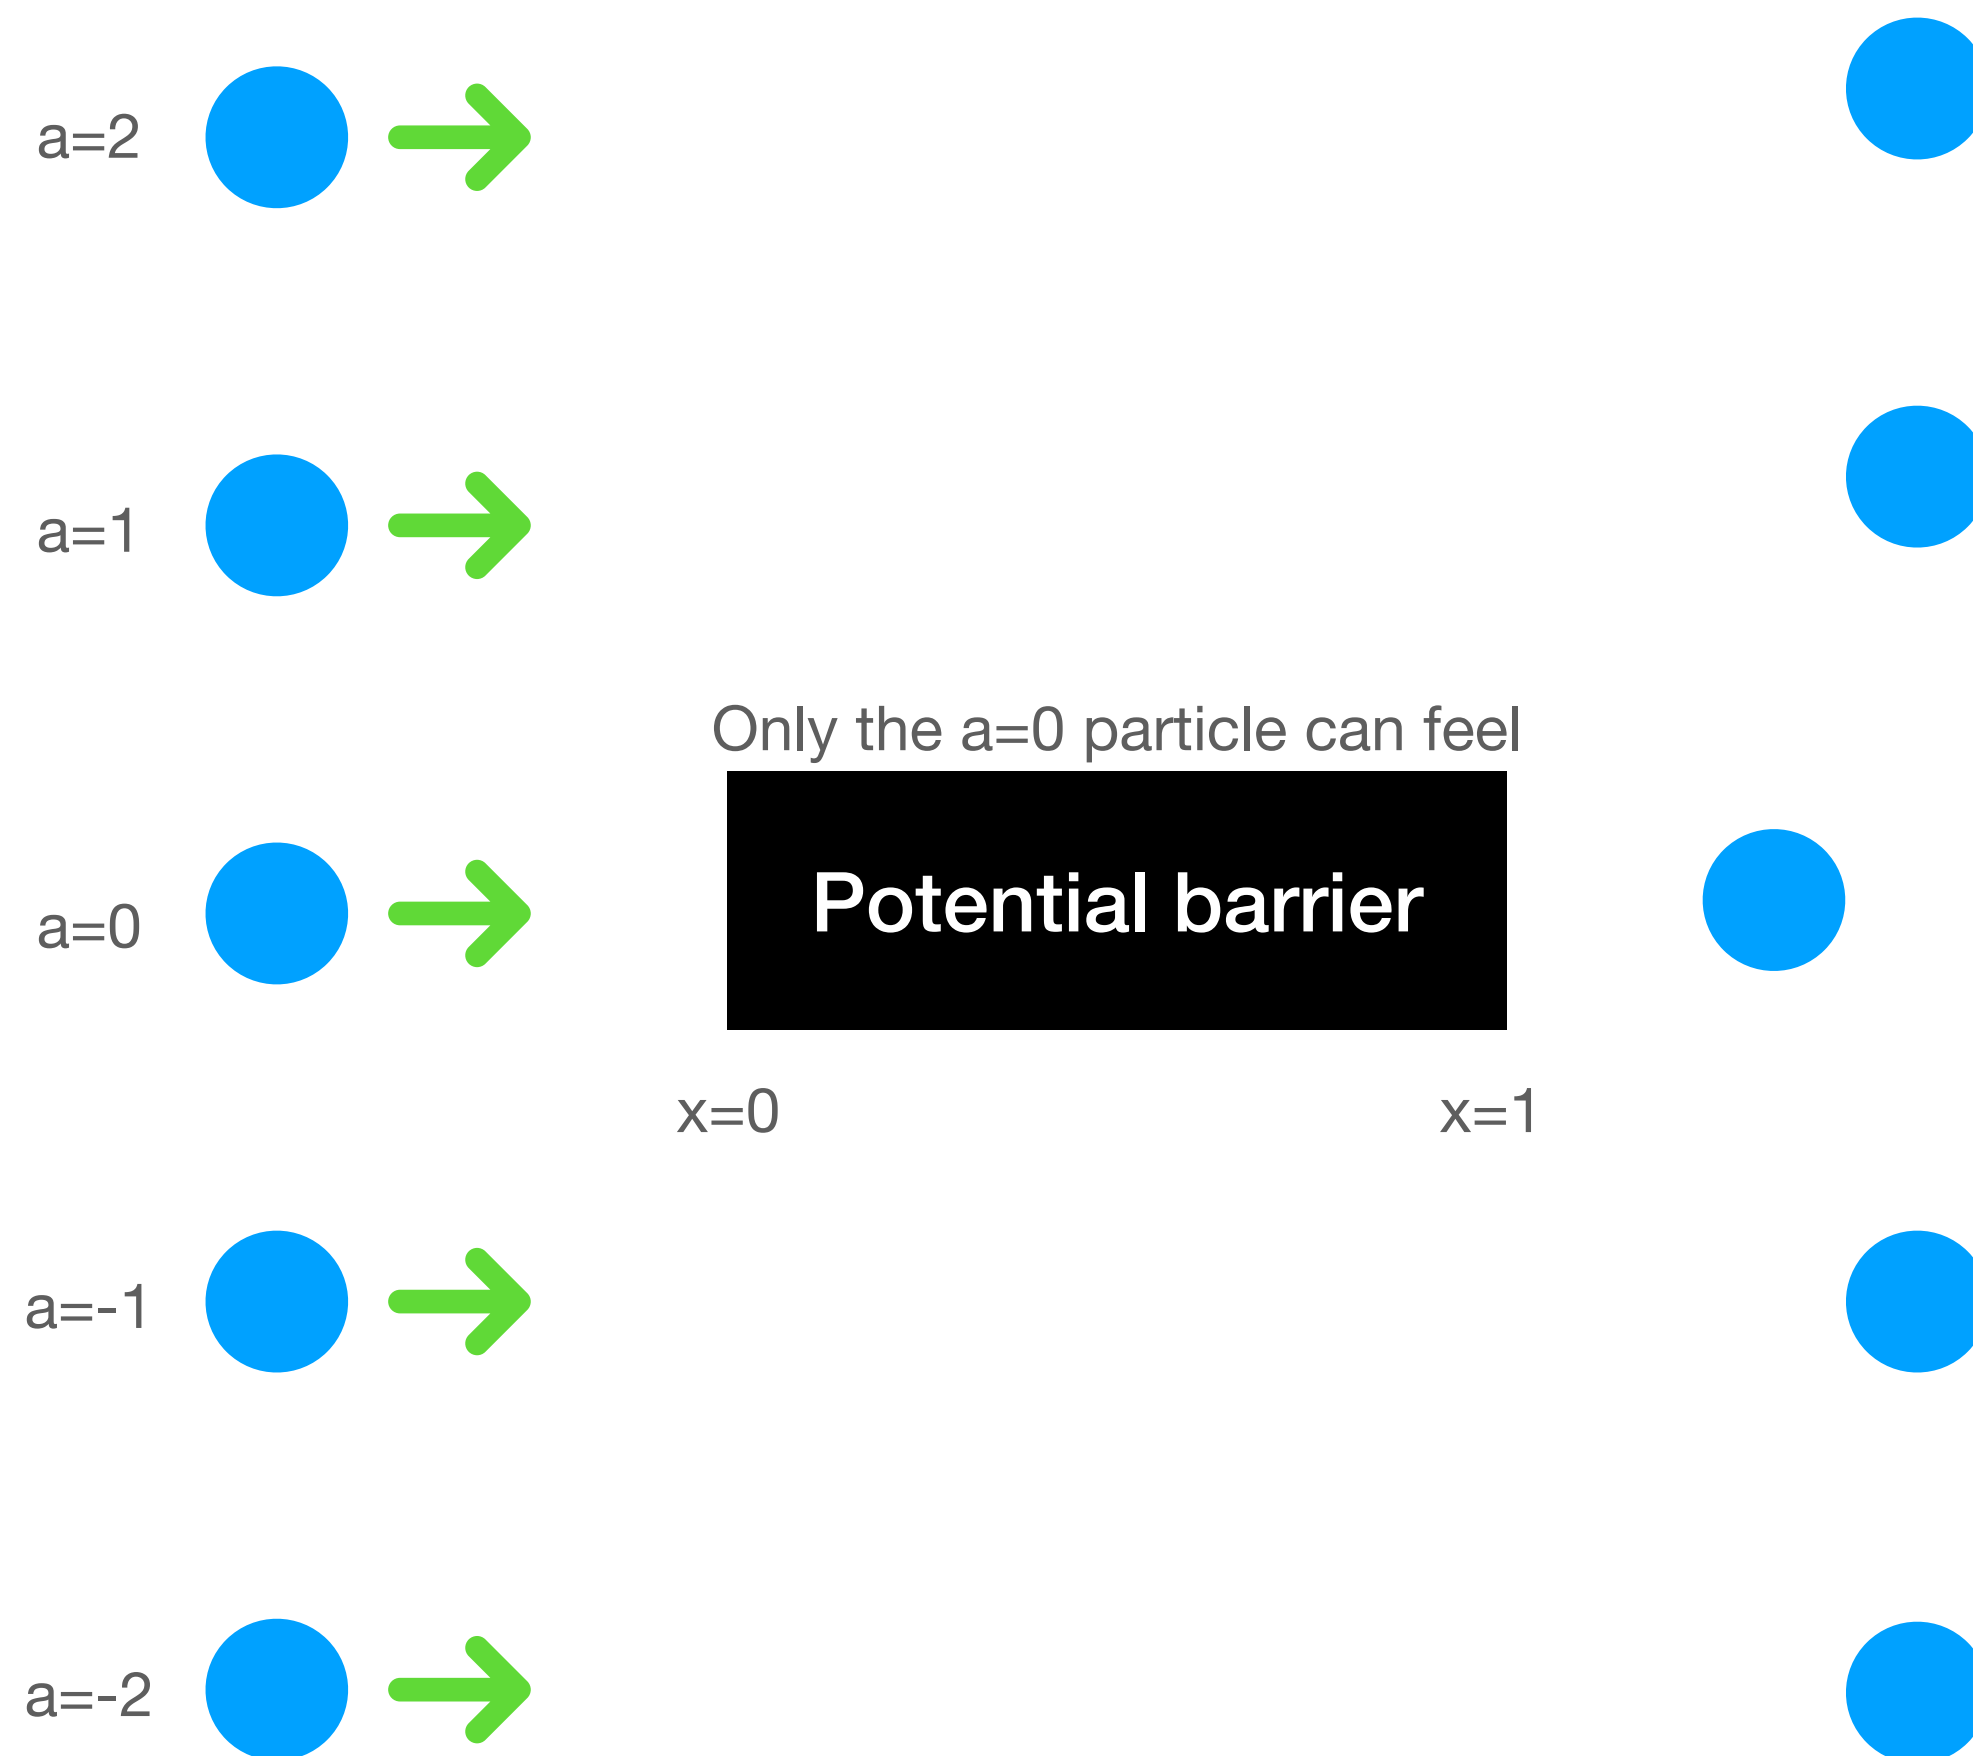 a=2
a=1
Only the a=0 particle can feel
Potential barrier
a=0
x=0
x=1
a=-1
a=-2